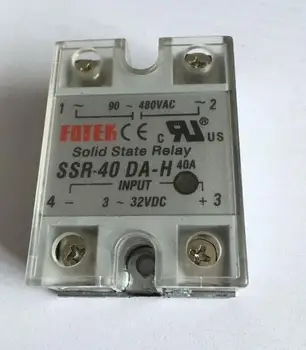 1 ~ 90 ~ 480VAC ~ 2
FOTEK CE c RU US
Solid State Relay
SSR-40 DA-H 40A
INPUT
4 - 3 ~ 32VDC + 3